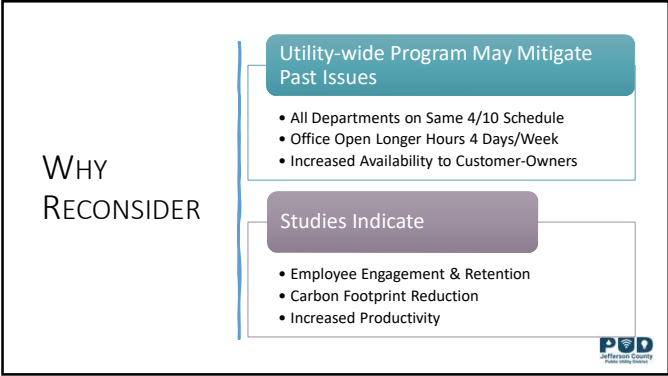 WHY
RECONSIDER
Utility-wide Program May Mitigate
Past Issues
• All Departments on Same 4/10 Schedule
• Office Open Longer Hours 4 Days/Week
• Increased Availability to Customer-Owners
Studies Indicate
• Employee Engagement & Retention
• Carbon Footprint Reduction
• Increased Productivity
PUD
Jefferson County
Public Utility District